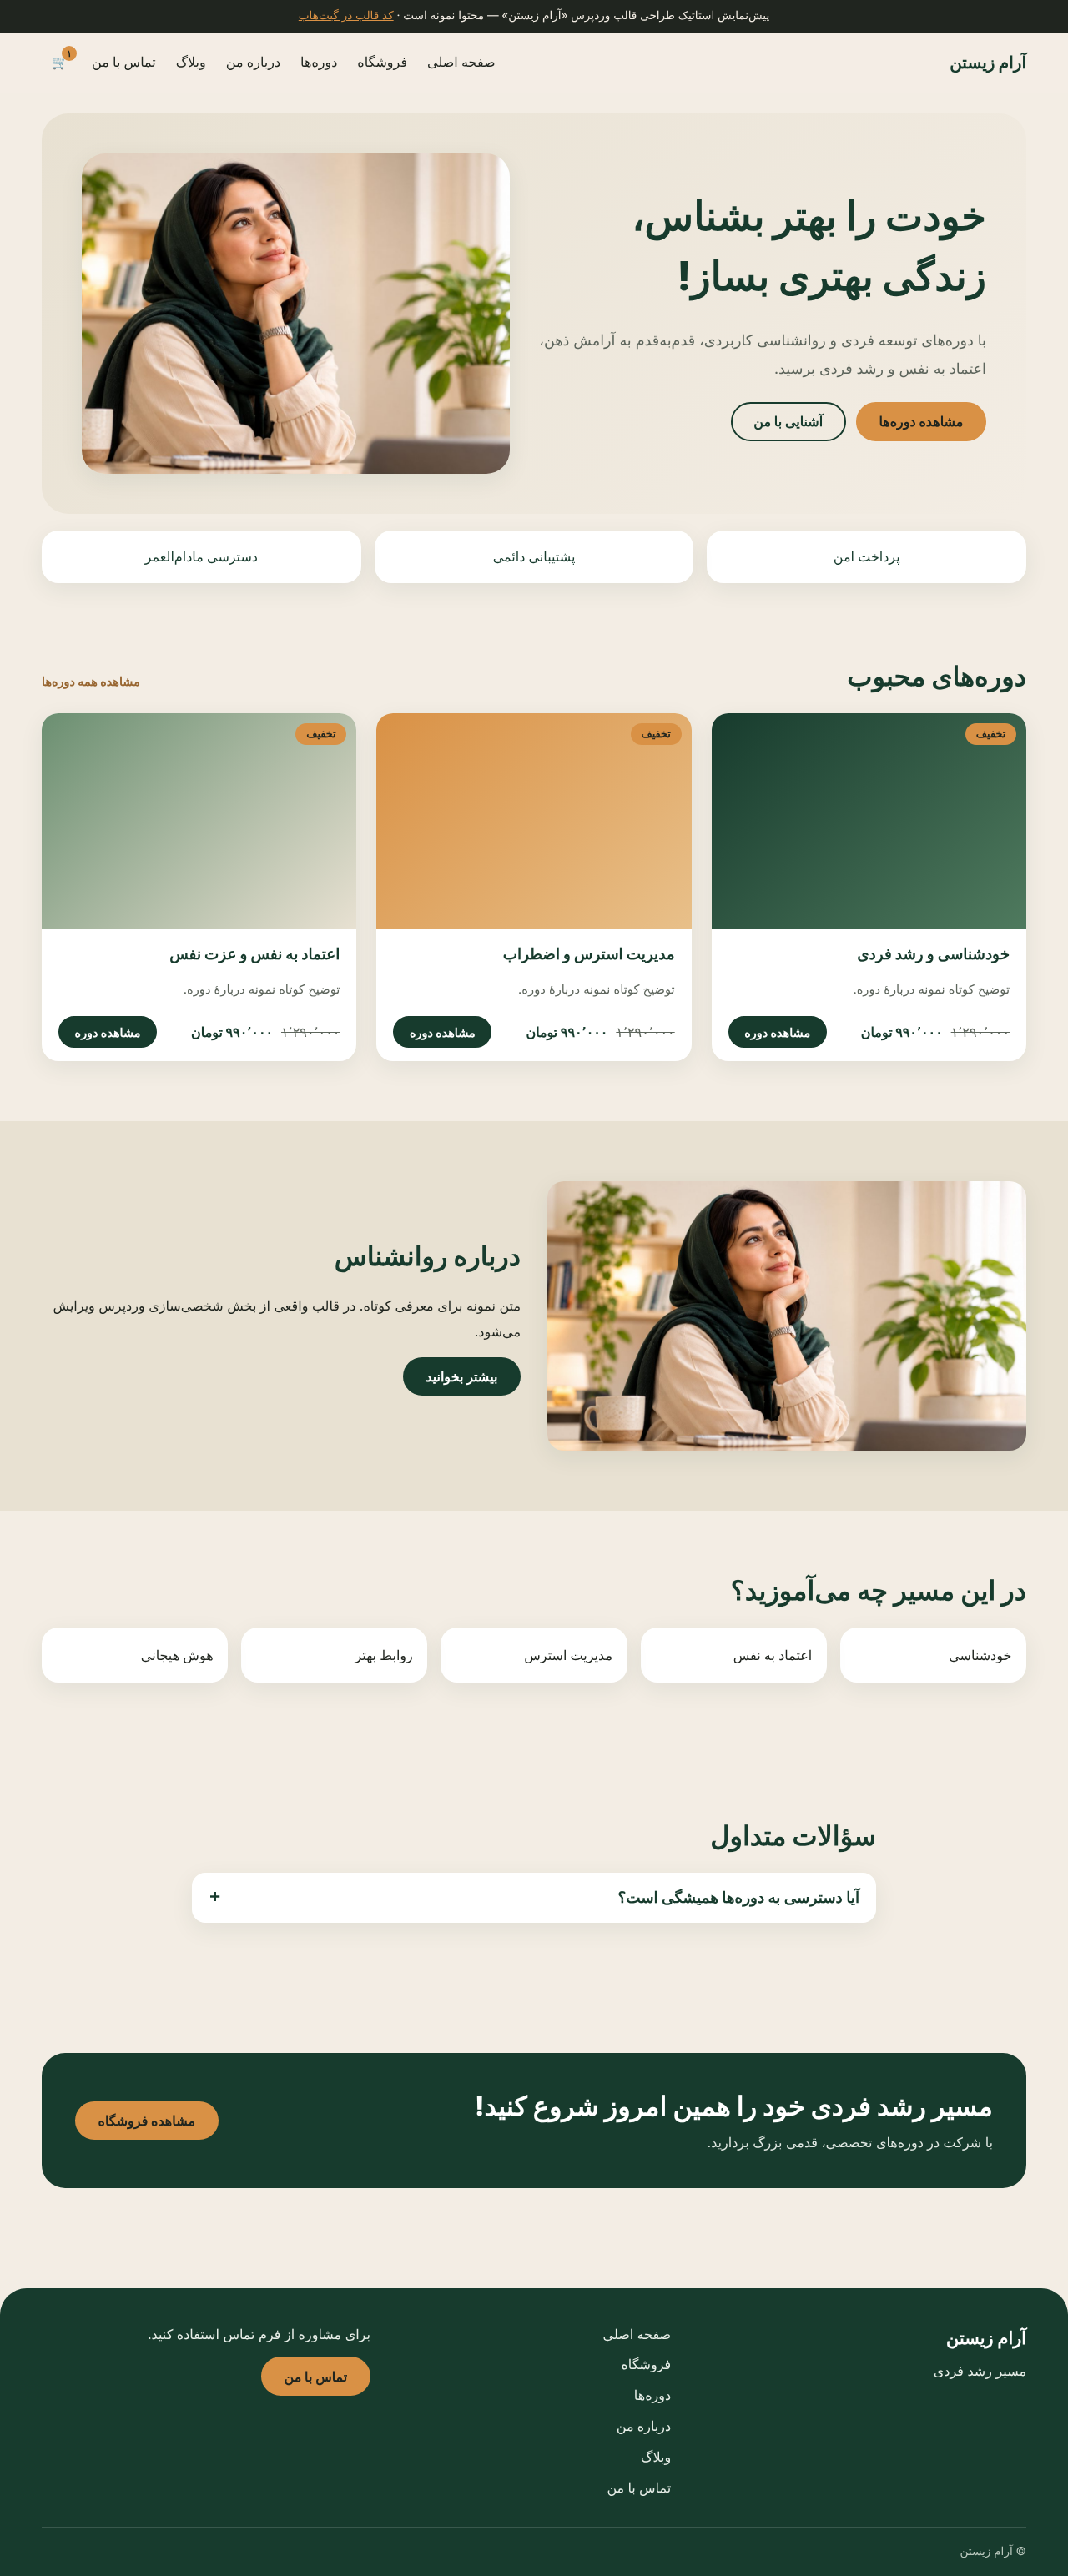 پیش‌نمایش استاتیک طراحی قالب وردپرس «آرام زیستن» — محتوا نمونه است · کد قالب در گیت‌هاب
آرام زیستن
صفحه اصلی
فروشگاه
دوره‌ها
درباره من
وبلاگ
تماس با من
۱
خودت را بهتر بشناس،
زندگی بهتری بساز!
با دوره‌های توسعه فردی و روانشناسی کاربردی، قدم‌به‌قدم به آرامش ذهن،
اعتماد به نفس و رشد فردی برسید.
مشاهده دوره‌ها
آشنایی با من
پرداخت امن
پشتیبانی دائمی
دسترسی مادام‌العمر
دوره‌های محبوب
مشاهده همه دوره‌ها
تخفیف
خودشناسی و رشد فردی
توضیح کوتاه نمونه دربارهٔ دوره.
۱٬۲۹۰٬۰۰۰ ۹۹۰٬۰۰۰ تومان
مشاهده دوره
تخفیف
مدیریت استرس و اضطراب
توضیح کوتاه نمونه دربارهٔ دوره.
۱٬۲۹۰٬۰۰۰ ۹۹۰٬۰۰۰ تومان
مشاهده دوره
تخفیف
اعتماد به نفس و عزت نفس
توضیح کوتاه نمونه دربارهٔ دوره.
۱٬۲۹۰٬۰۰۰ ۹۹۰٬۰۰۰ تومان
مشاهده دوره
درباره روانشناس
متن نمونه برای معرفی کوتاه. در قالب واقعی از بخش شخصی‌سازی وردپرس ویرایش
می‌شود.
بیشتر بخوانید
در این مسیر چه می‌آموزید؟
خودشناسی
اعتماد به نفس
مدیریت استرس
روابط بهتر
هوش هیجانی
سؤالات متداول
آیا دسترسی به دوره‌ها همیشگی است؟ +
مسیر رشد فردی خود را همین امروز شروع کنید!
با شرکت در دوره‌های تخصصی، قدمی بزرگ بردارید.
مشاهده فروشگاه
آرام زیستن
مسیر رشد فردی
صفحه اصلی
فروشگاه
دوره‌ها
درباره من
وبلاگ
تماس با من
برای مشاوره از فرم تماس استفاده کنید.
تماس با من
© آرام زیستن